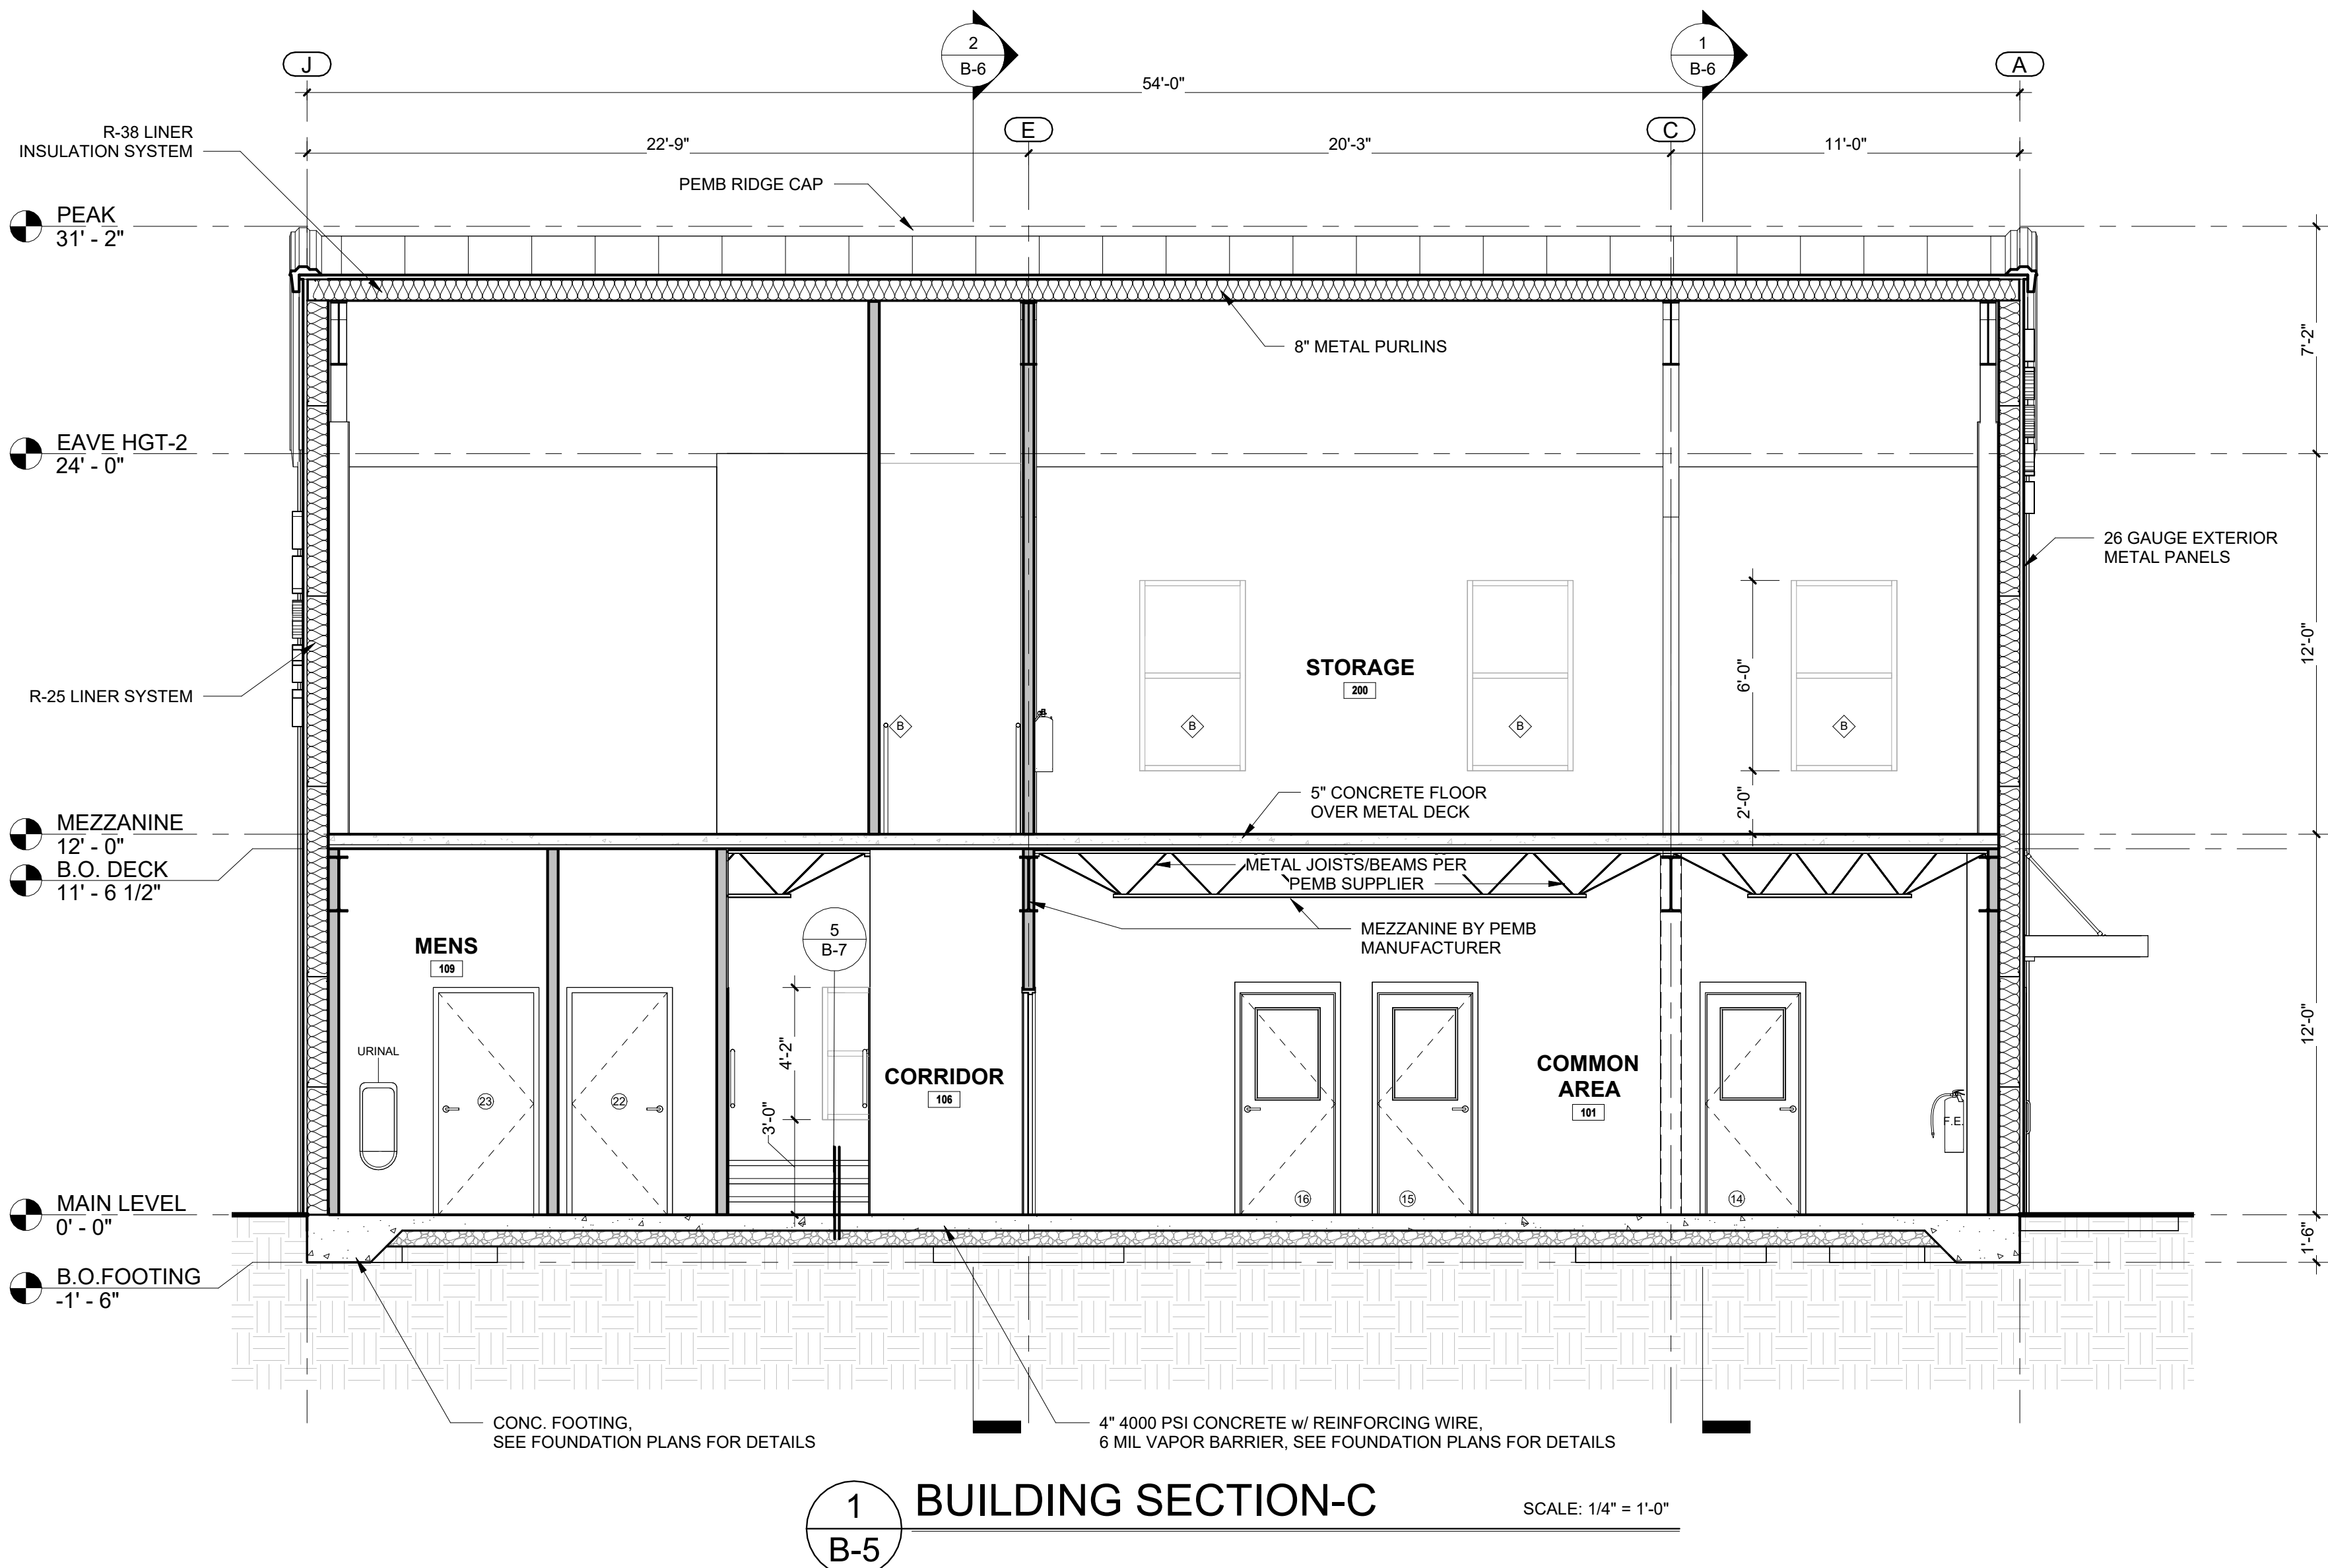 2
B-6
1
B-6
J
A
54'-0"
E
C
22'-9"
20'-3"
11'-0"
R-38 LINER
INSULATION SYSTEM
PEMB RIDGE CAP
PEAK
31' - 2"
8" METAL PURLINS
7'-2"
EAVE HGT-2
24' - 0"
26 GAUGE EXTERIOR
METAL PANELS
12'-0"
STORAGE
200
6'-0"
R-25 LINER SYSTEM
B
B
B
B
2'-0"
5" CONCRETE FLOOR
OVER METAL DECK
MEZZANINE
12' - 0"
B.O. DECK
11' - 6 1/2"
METAL JOISTS/BEAMS PER
PEMB SUPPLIER
MEZZANINE BY PEMB
MANUFACTURER
5
B-7
MENS
109
URINAL
23
22
4'-2"
3'-0"
CORRIDOR
106
COMMON
AREA
101
16
15
14
F.E.
12'-0"
MAIN LEVEL
0' - 0"
1'-6"
B.O.FOOTING
-1' - 6"
CONC. FOOTING,
SEE FOUNDATION PLANS FOR DETAILS
4" 4000 PSI CONCRETE w/ REINFORCING WIRE,
6 MIL VAPOR BARRIER, SEE FOUNDATION PLANS FOR DETAILS
1
B-5
BUILDING SECTION-C
SCALE: 1/4" = 1'-0"